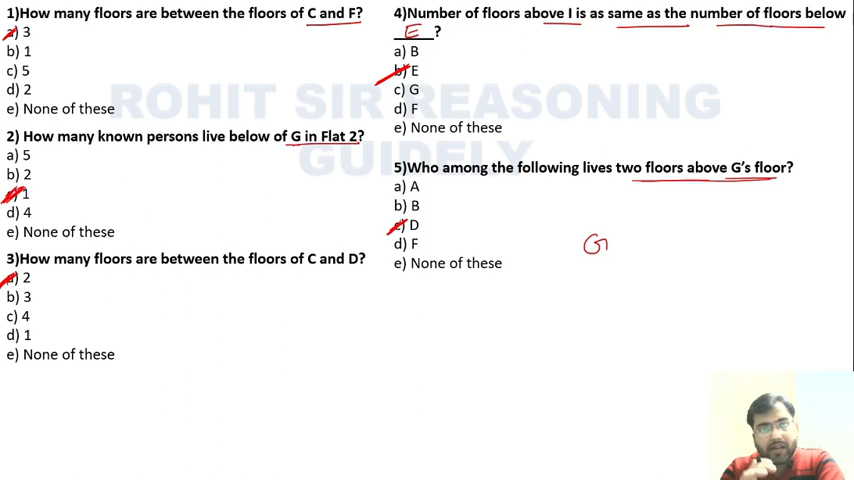 1)How many floors are between the floors of C and F?
a) 3
b) 1
c) 5
d) 2
e) None of these
2) How many known persons live below of G in Flat 2?
a) 5
b) 2
c) 1
d) 4
e) None of these
3)How many floors are between the floors of C and D?
a) 2
b) 3
c) 4
d) 1
e) None of these
4)Number of floors above I is as same as the number of floors below
E ?
a) B
b) E
c) G
d) F
e) None of these
5)Who among the following lives two floors above G's floor?
a) A
b) B
c) D
d) F
e) None of these
G
ROHIT SIR REASONING
GUIDELY